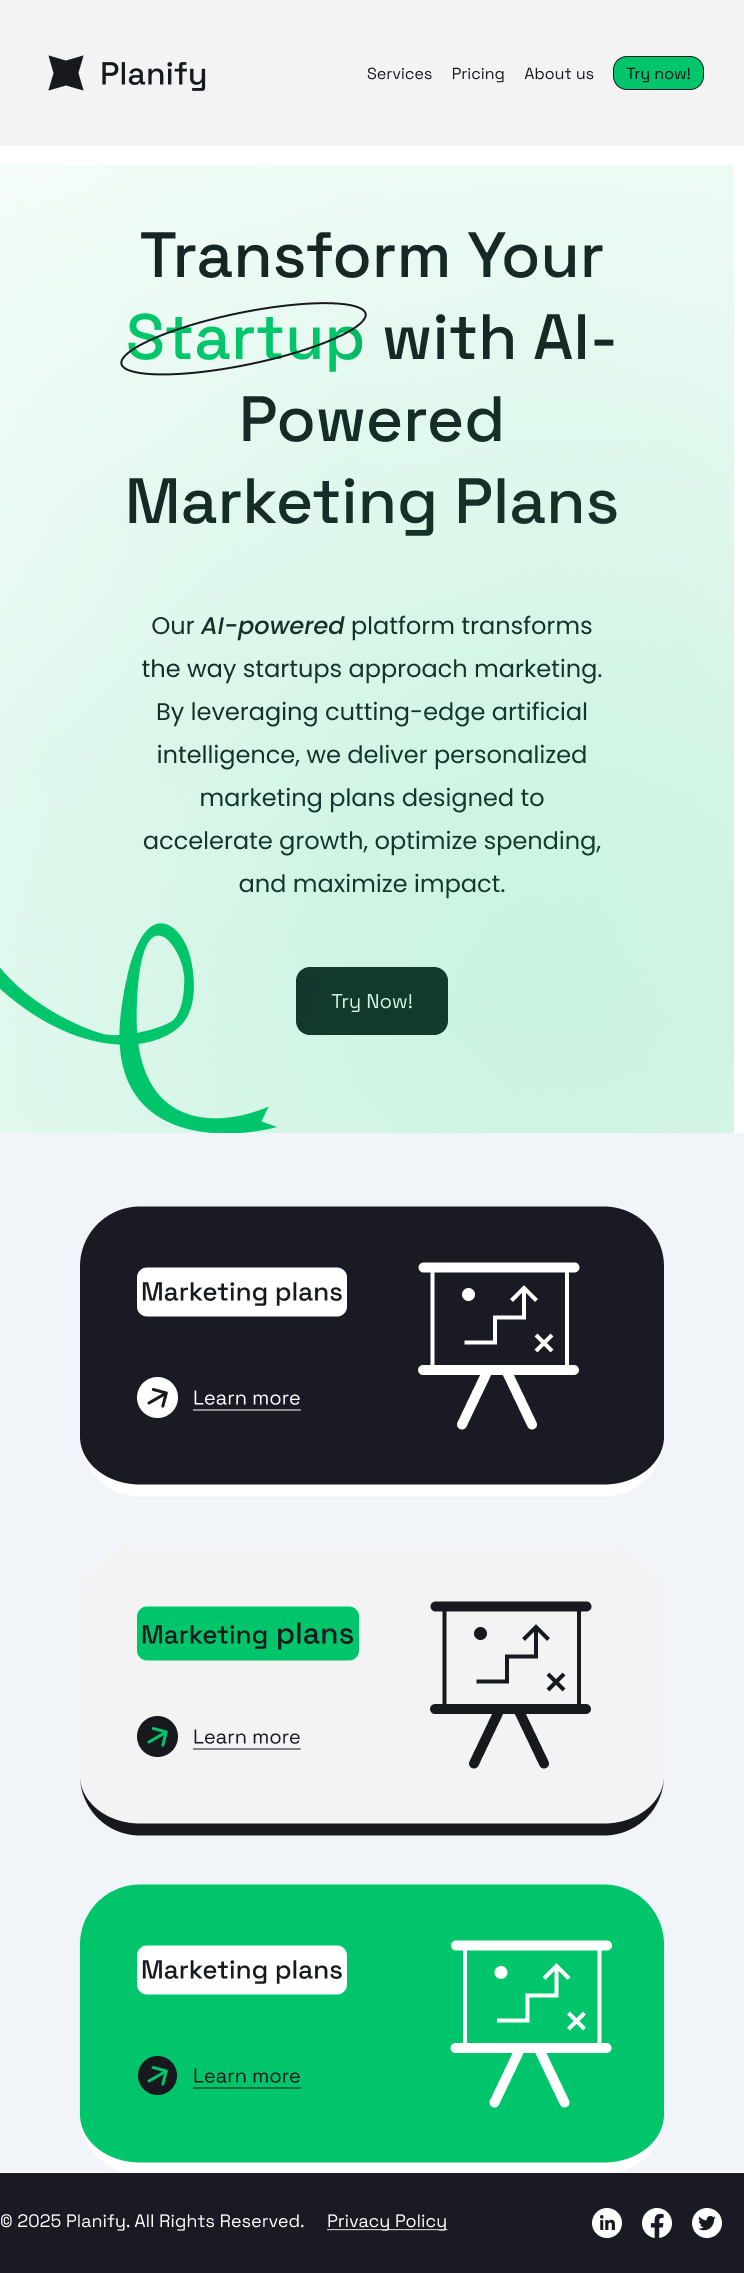 Planify
Services Pricing About us Try now!
Transform Your
Startup with AI-
Powered
Marketing Plans
Our AI-powered platform transforms
the way startups approach marketing.
By leveraging cutting-edge artificial
intelligence, we deliver personalized
marketing plans designed to
accelerate growth, optimize spending,
and maximize impact.
Try Now!
Marketing plans
Learn more
Marketing plans
Learn more
Marketing plans
Learn more
© 2025 Planify. All Rights Reserved. Privacy Policy